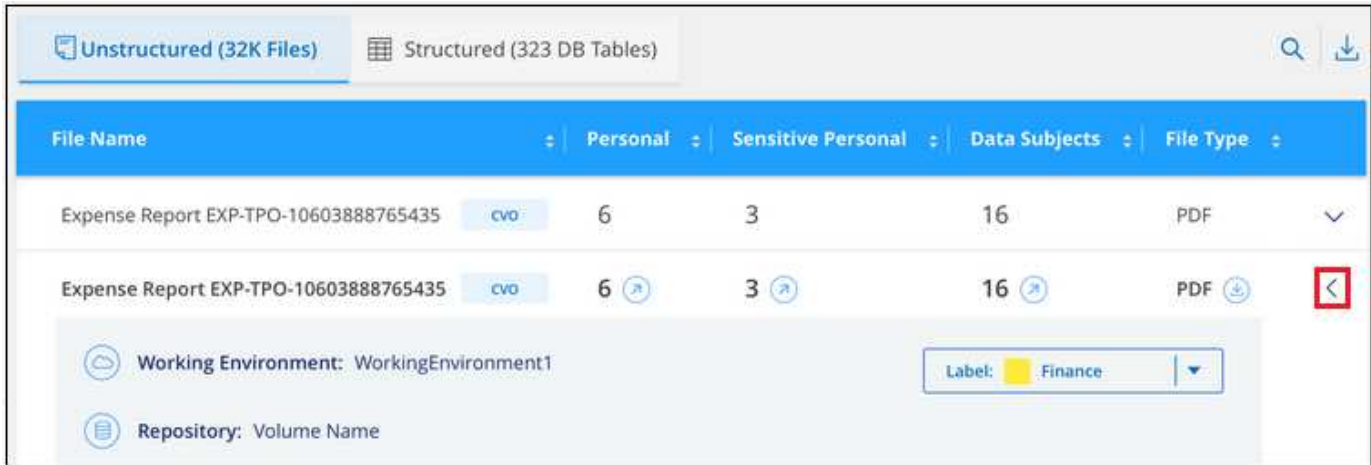 Unstructured (32K Files) Structured (323 DB Tables)
File Name Personal Sensitive Personal Data Subjects File Type
Expense Report EXP-TPO-10603888765435 CVO 6 3 16 PDF
Expense Report EXP-TPO-10603888765435 CVO 6 3 16 PDF
Working Environment: WorkingEnvironment1 Label: Finance
Repository: Volume Name